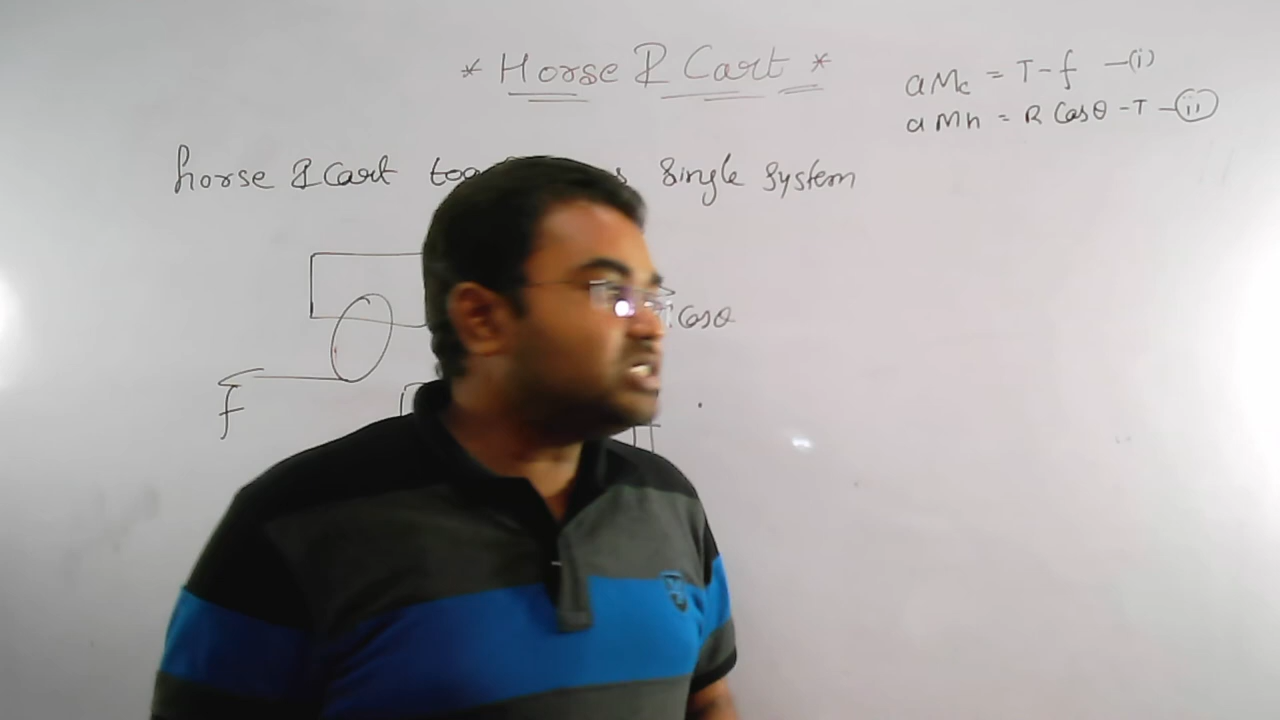 * Horse & Cart *
aMc = T - f —(i)
aMh = R Cosθ - T —(ii)
horse & Cart Single System
Cosθ
f